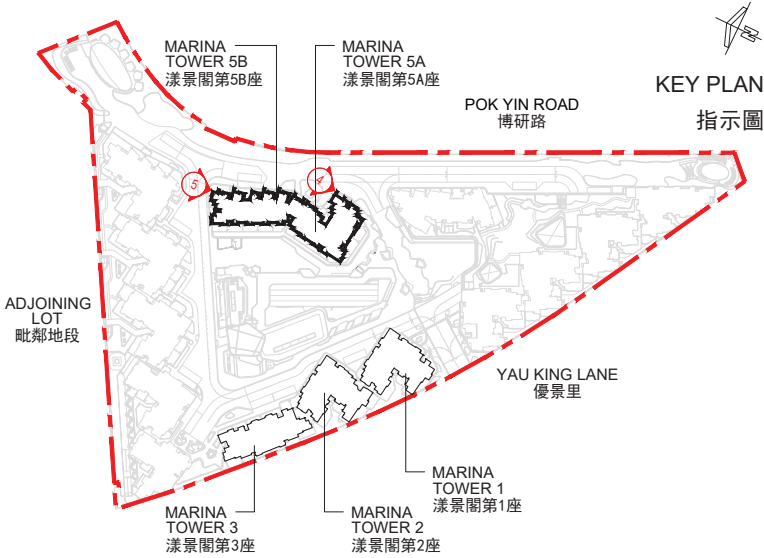 MARINA
TOWER 5B
漾景閣第5B座
MARINA
TOWER 5A
漾景閣第5A座
POK YIN ROAD
博研路
KEY PLAN
指示圖
5
4
ADJOINING
LOT
毗鄰地段
YAU KING LANE
優景里
MARINA
TOWER 1
漾景閣第1座
MARINA
TOWER 2
漾景閣第2座
MARINA
TOWER 3
漾景閣第3座